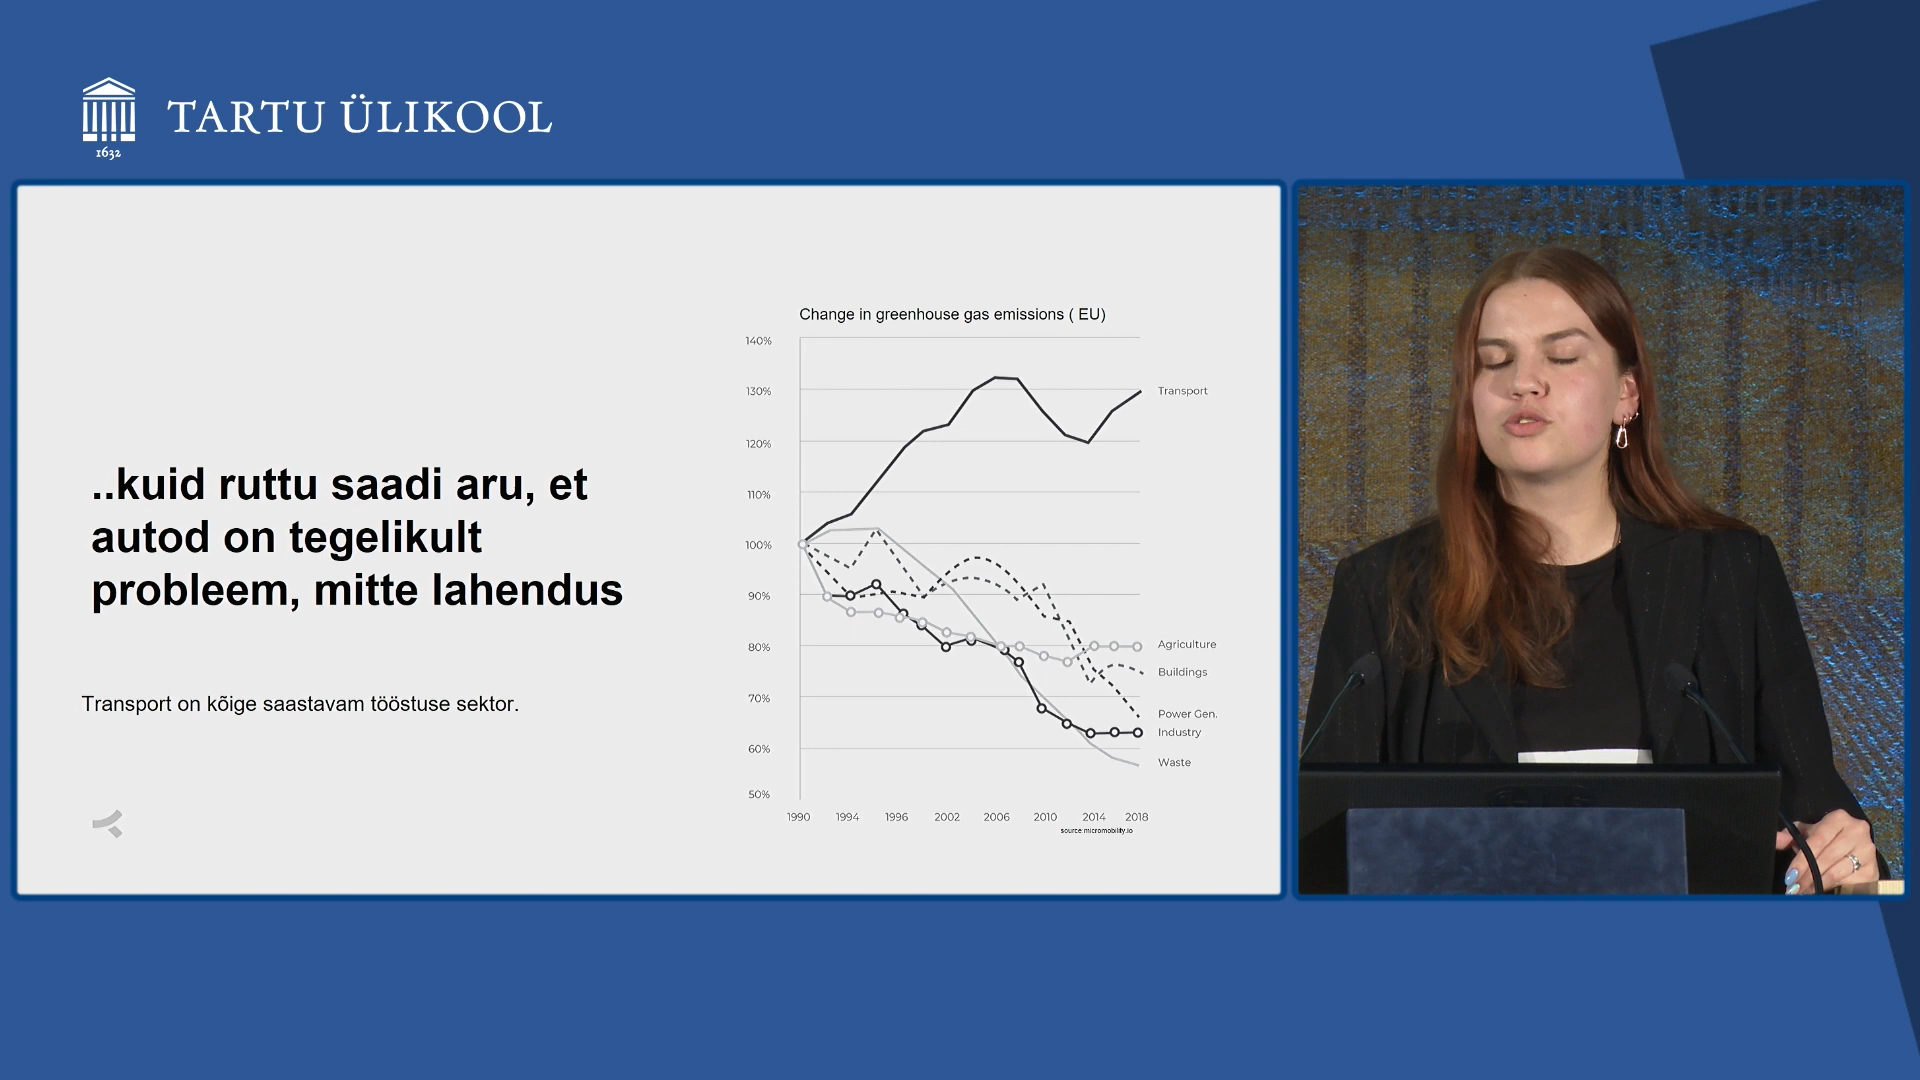 TARTU ÜLIKOOL
1632
..kuid ruttu saadi aru, et
autod on tegelikult
probleem, mitte lahendus
Transport on kõige saastavam tööstuse sektor.
Change in greenhouse gas emissions ( EU)
140%
130%
120%
110%
100%
90%
80%
70%
60%
50%
Transport
Agriculture
Buildings
Power Gen.
Industry
Waste
1990 1994 1996 2002 2006 2010 2014 2018
source:micromobility.io